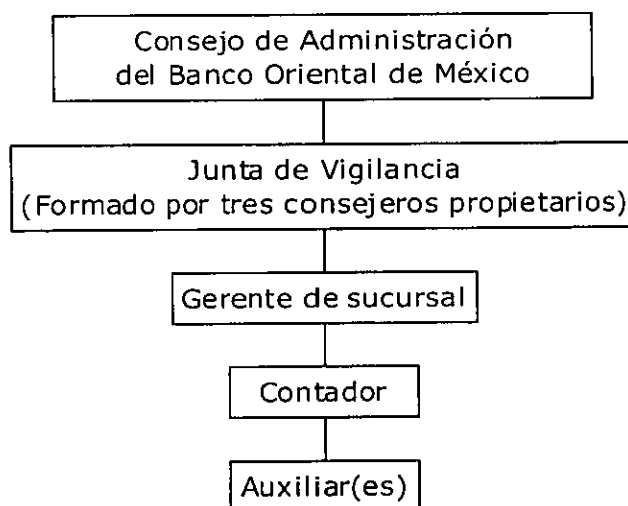 Consejo de Administración
del Banco Oriental de México
Junta de Vigilancia
(Formado por tres consejeros propietarios)
Gerente de sucursal
Contador
Auxiliar(es)